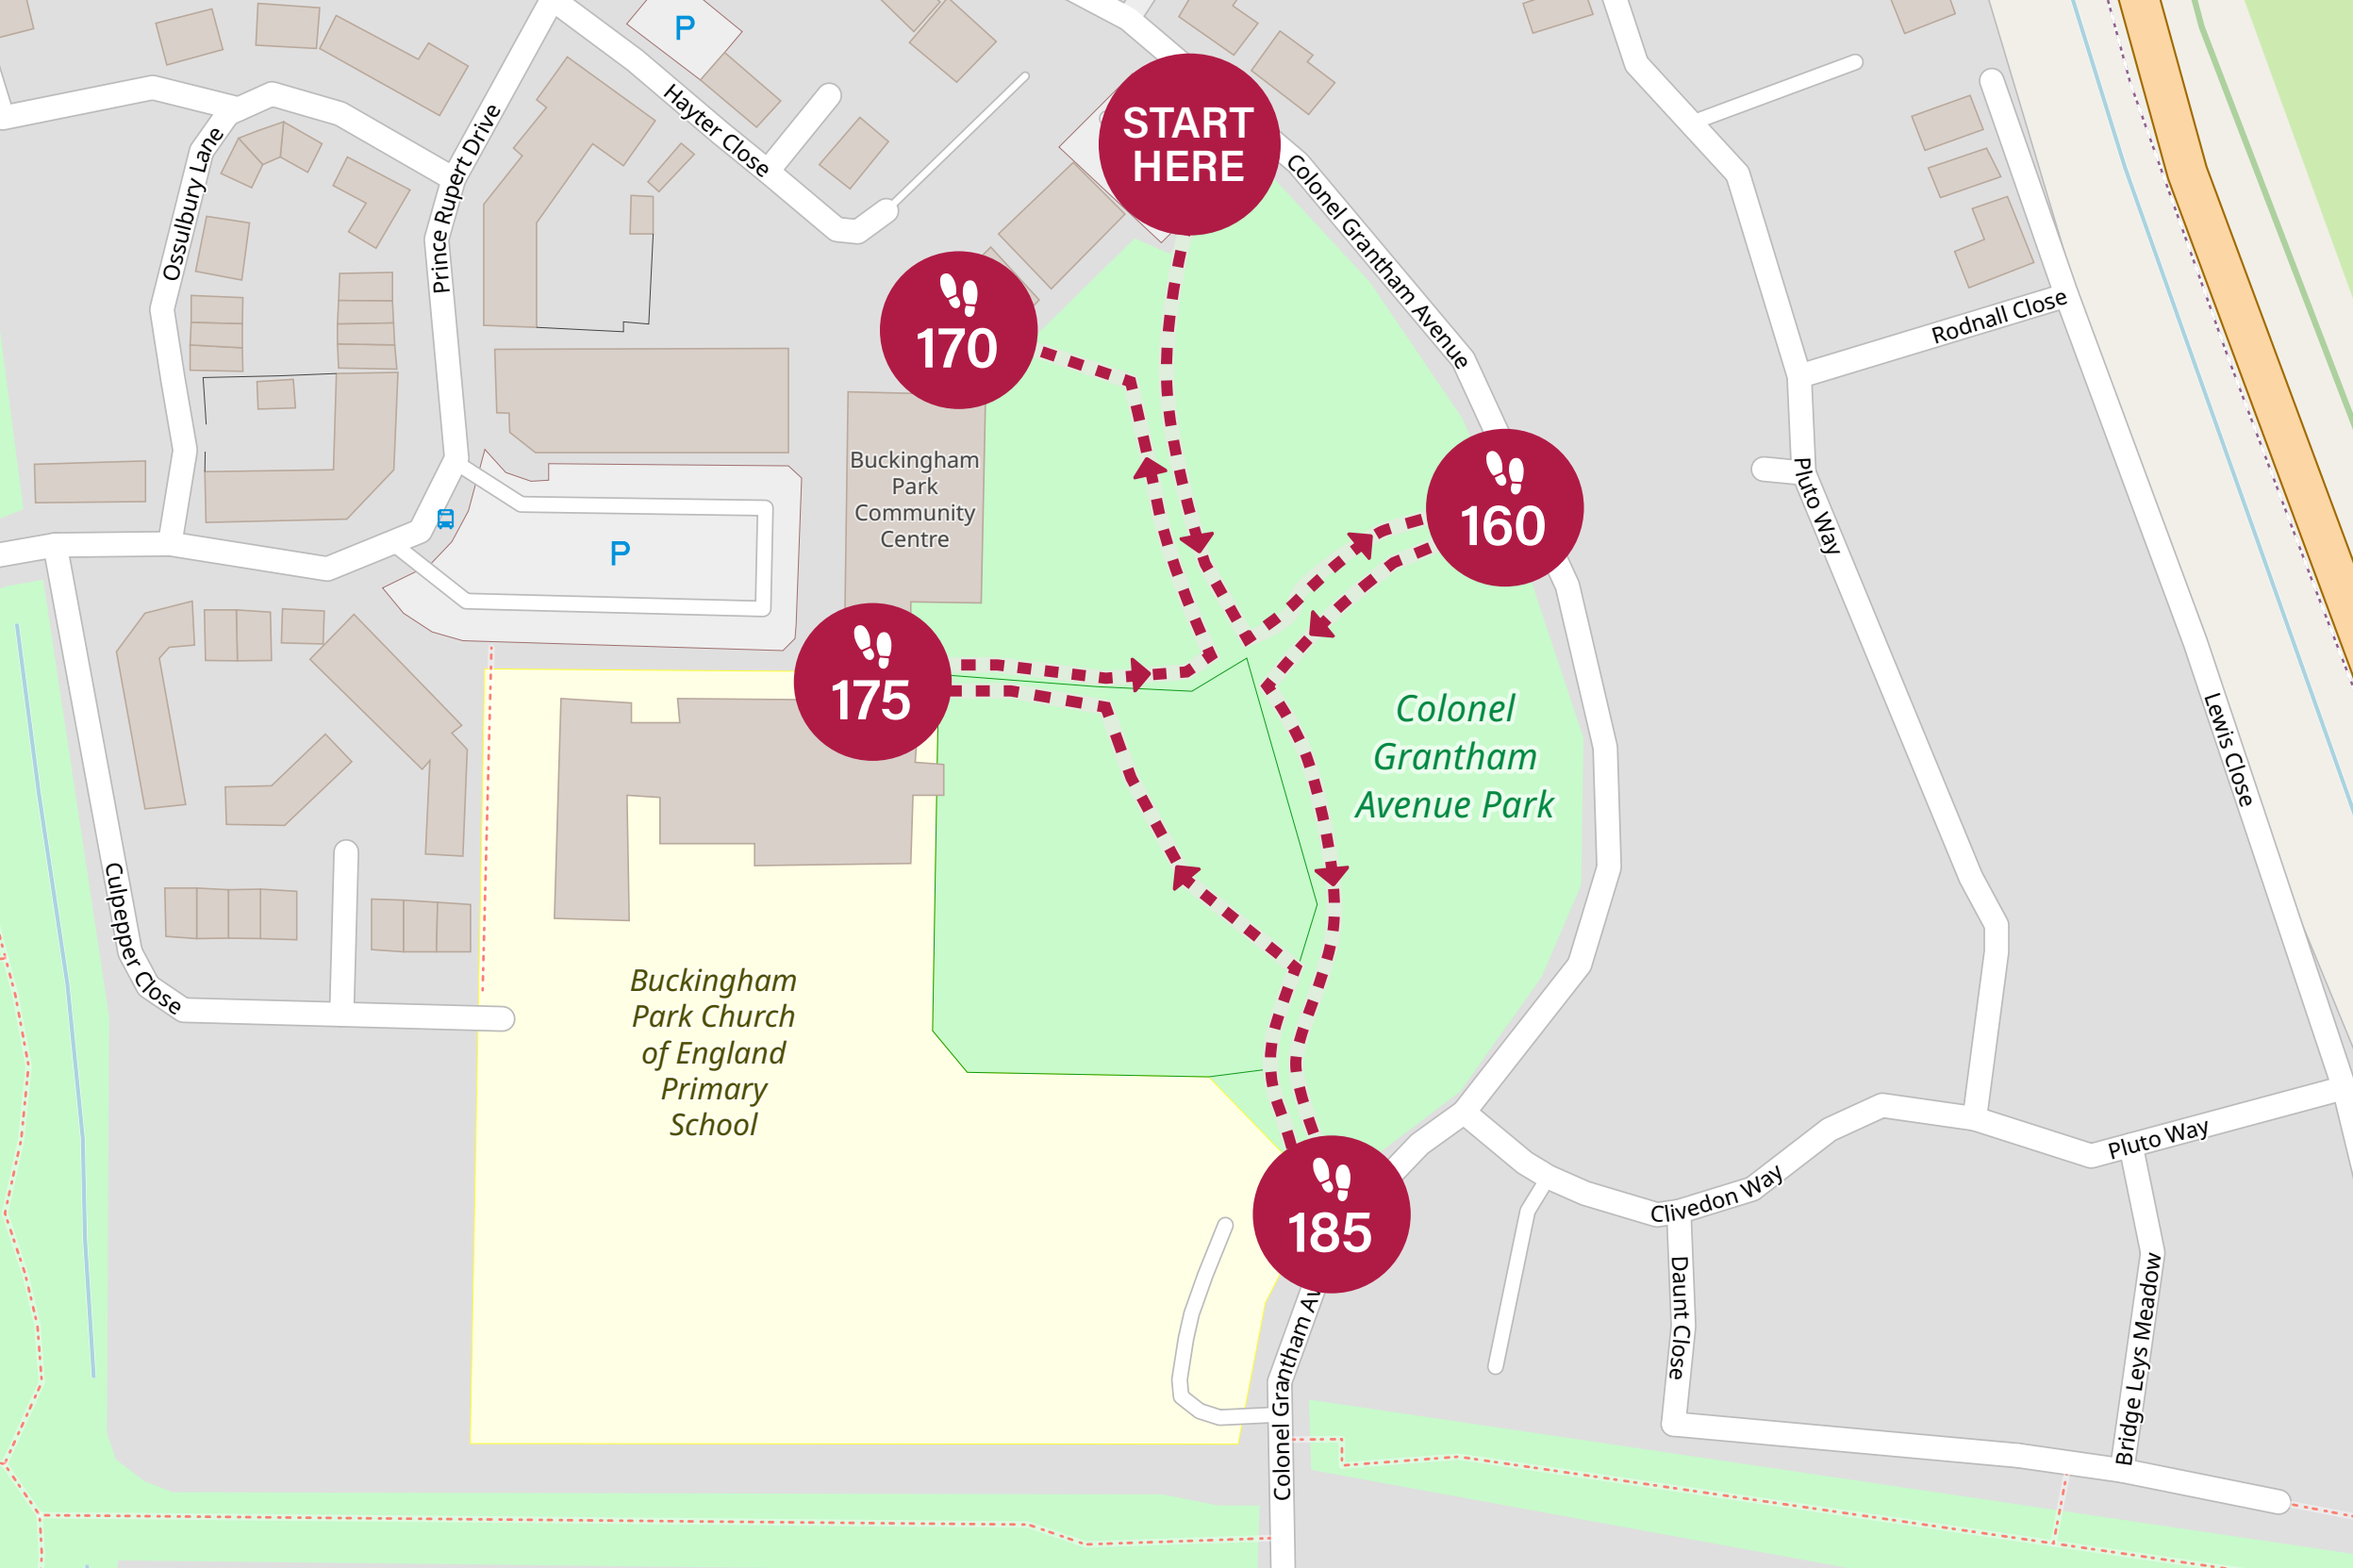 P
START
HERE
Hayter Close
Prince Rupert Drive
Ossulbury Lane
Colonel Grantham Avenue
170
Rodnall Close
Buckingham
Park
Community
Centre
160
P
Pluto Way
175
Colonel
Grantham
Avenue Park
Lewis Close
Culpepper Close
Buckingham
Park Church
of England
Primary
School
185
Pluto Way
Clivedon Way
Daunt Close
Bridge Leys Meadow
Colonel Grantham Av